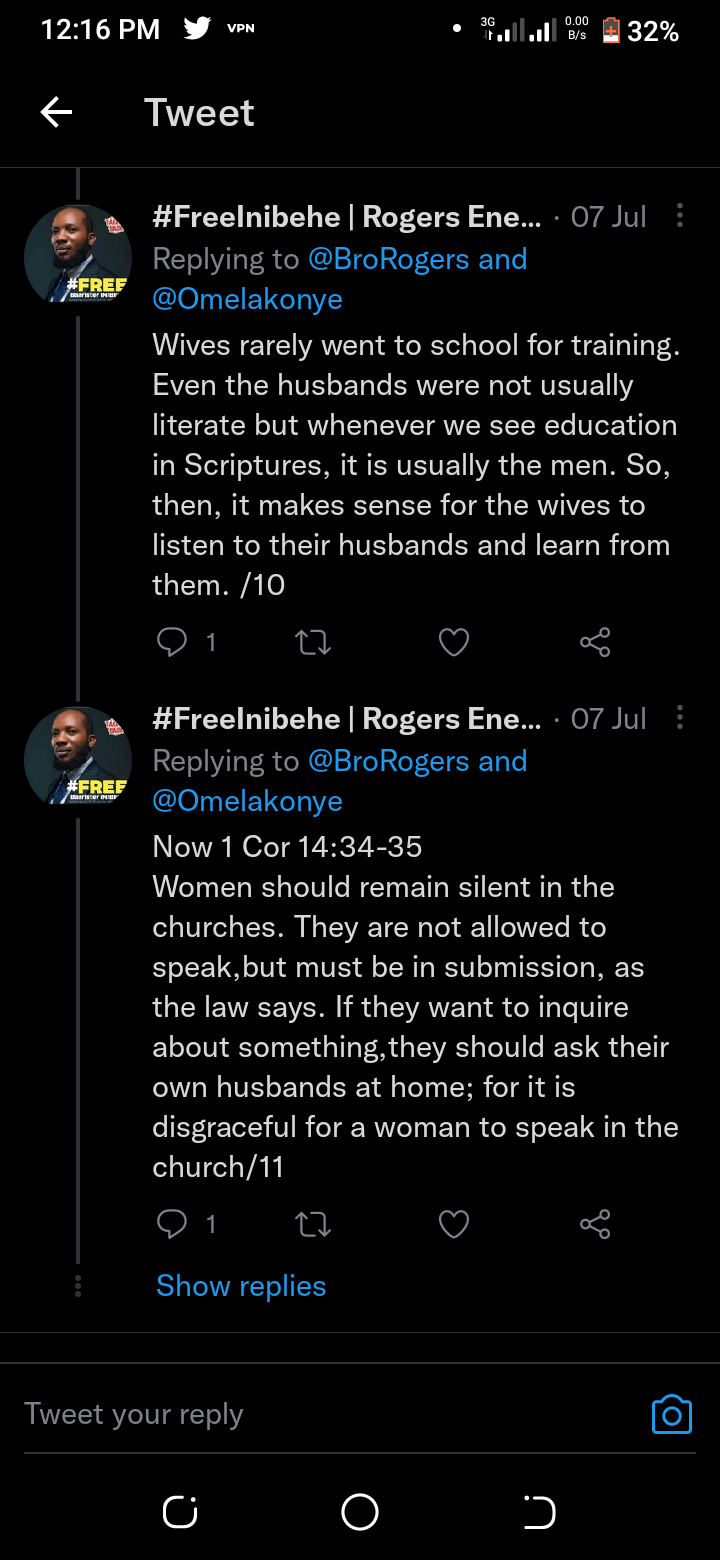 12:16 PM VPN 3G 0.00 B/s 32%
Tweet
#FreeInibehe | Rogers Ene... · 07 Jul
Replying to @BroRogers and
@Omelakonye
#FREE
Wives rarely went to school for training.
Even the husbands were not usually
literate but whenever we see education
in Scriptures, it is usually the men. So,
then, it makes sense for the wives to
listen to their husbands and learn from
them. /10
1
#FreeInibehe | Rogers Ene... · 07 Jul
Replying to @BroRogers and
@Omelakonye
#FREE
Now 1 Cor 14:34-35
Women should remain silent in the
churches. They are not allowed to
speak,but must be in submission, as
the law says. If they want to inquire
about something,they should ask their
own husbands at home; for it is
disgraceful for a woman to speak in the
church/11
1
Show replies
Tweet your reply